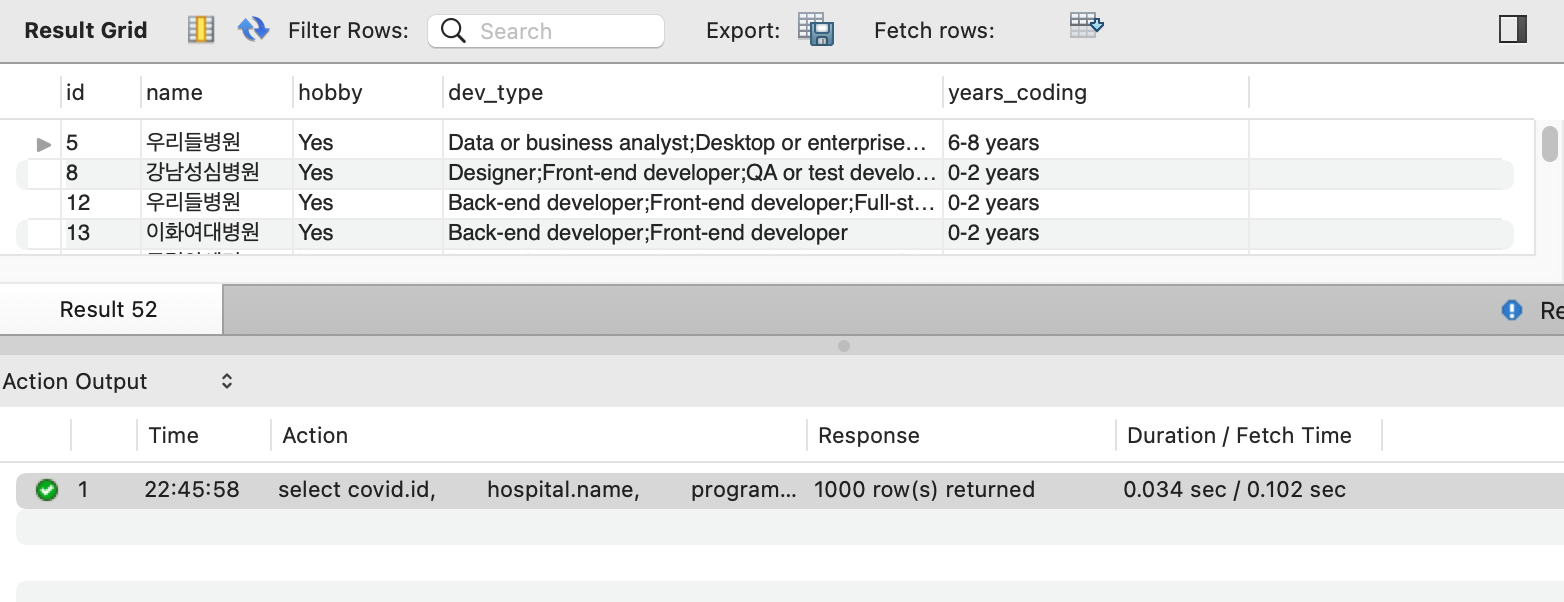 Result Grid Filter Rows: Search Export: Fetch rows:
id name hobby dev_type years_coding
5 우리들병원 Yes Data or business analyst;Desktop or enterprise... 6-8 years
8 강남성심병원 Yes Designer;Front-end developer;QA or test develo... 0-2 years
12 우리들병원 Yes Back-end developer;Front-end developer;Full-st... 0-2 years
13 이화여대병원 Yes Back-end developer;Front-end developer 0-2 years
Result 52 Re
Action Output
Time Action Response Duration / Fetch Time
1 22:45:58 select covid.id, hospital.name, program... 1000 row(s) returned 0.034 sec / 0.102 sec